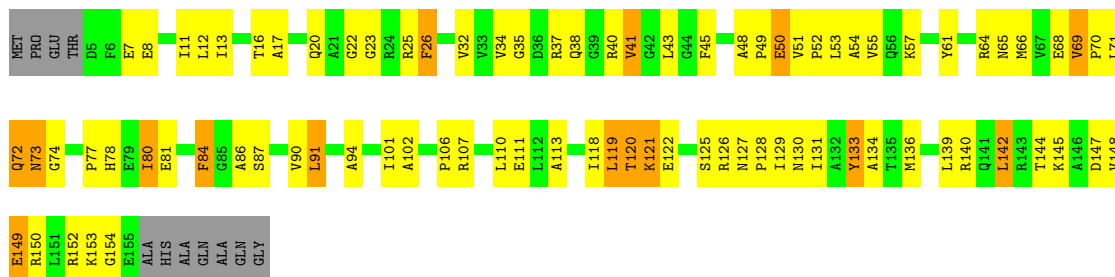 MET PRO GLU THR D5 F6 E7 E8 I11 L12 I13 T16 A17 Q20 A21 G22 G23 R24 R25 F26 V32 V33 V34 G35 D36 R37 Q38 G39 R40 V41 G42 L43 G44 F45 A48 P49 E50 V51 P52 L53 A54 V55 Q56 K57 Y61 R64 N65 M66 V67 E68 V69 P70
Q72 N73 G74 P77 H78 E79 I80 E81 F84 G85 A86 S87 V90 L91 A94 I101 A102 P106 R107 L110 E111 L112 A113 I118 L119 T120 K121 E122 S125 R126 N127 P128 I129 N130 I131 A132 Y133 A134 T135 M136 L139 R140 Q141 L142 R143 T144 K145 A146 D147
E149 R150 L151 R152 K153 G154 E155 ALA HIS ALA GLN ALA GLN GLY